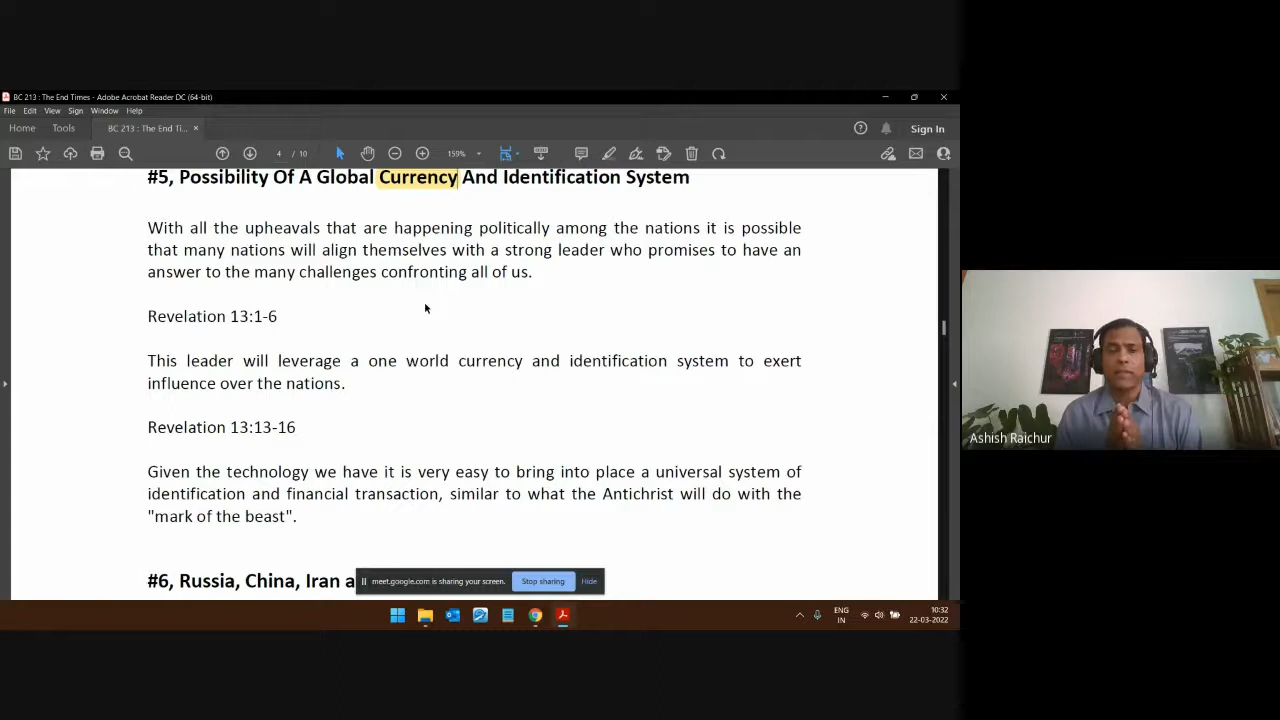 BC 213 : The End Times - Adobe Acrobat Reader DC (64-bit)
File Edit View Sign Window Help
Home Tools BC 213 : The End Ti... × Sign In
4 / 10 159%
#5, Possibility Of A Global Currency And Identification System
With all the upheavals that are happening politically among the nations it is possible
that many nations will align themselves with a strong leader who promises to have an
answer to the many challenges confronting all of us.
Revelation 13:1-6
This leader will leverage a one world currency and identification system to exert
influence over the nations.
Revelation 13:13-16
Given the technology we have it is very easy to bring into place a universal system of
identification and financial transaction, similar to what the Antichrist will do with the
"mark of the beast".
#6, Russia, China, Iran a
meet.google.com is sharing your screen. Stop sharing Hide
ENG
IN
10:32
22-03-2022
Ashish Raichur